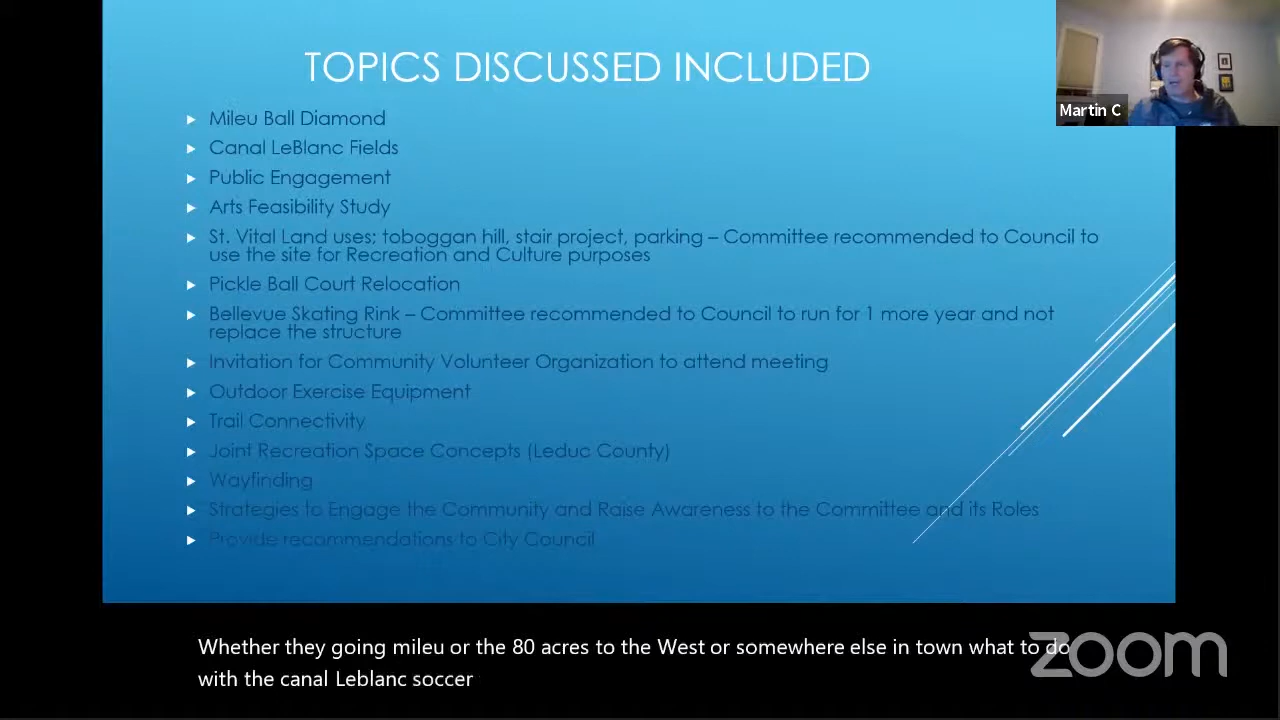 TOPICS DISCUSSED INCLUDED
Martin C
Mileu Ball Diamond
Canal LeBlanc Fields
Public Engagement
Arts Feasibility Study
St. Vital Land uses; toboggan hill, stair project, parking – Committee recommended to Council to
use the site for Recreation and Culture purposes
Pickle Ball Court Relocation
Bellevue Skating Rink – Committee recommended to Council to run for 1 more year and not
replace the structure
Invitation for Community Volunteer Organization to attend meeting
Outdoor Exercise Equipment
Trail Connectivity
Joint Recreation Space Concepts (Leduc County)
Wayfinding
Strategies to Engage the Community and Raise Awareness to the Committee and its Roles
Provide recommendations to City Council
Whether they going mileu or the 80 acres to the West or somewhere else in town what to do
with the canal Leblanc soccer
zoom